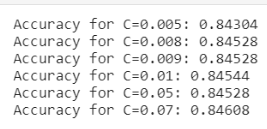 Accuracy for C=0.005: 0.84304
Accuracy for C=0.008: 0.84528
Accuracy for C=0.009: 0.84528
Accuracy for C=0.01: 0.84544
Accuracy for C=0.05: 0.84528
Accuracy for C=0.07: 0.84608